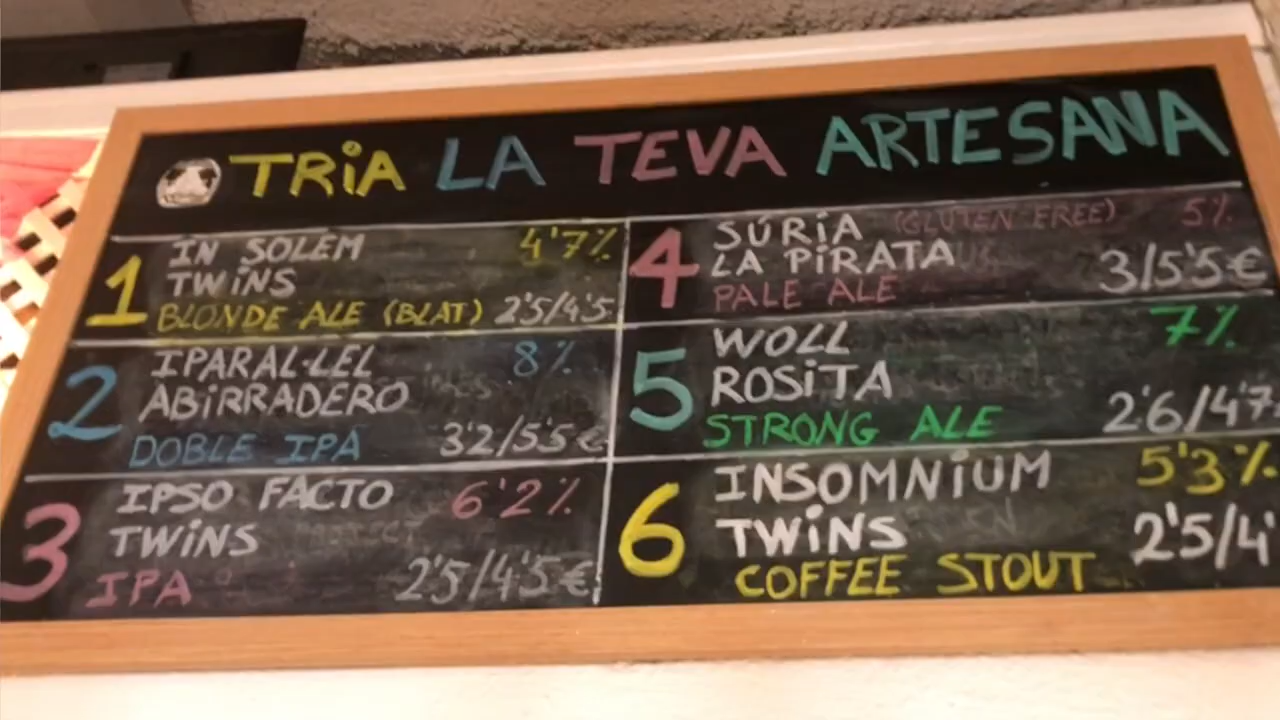 TRiA LA TEVA ARTESANA
1
iN SOLEM 4'7%
TWiNS
BLONDE ALE (BLAT) 2'5/4'5
2
IPARAL·LEL 8%
ABiRRADERO
DOBLE IPA 3'2/5'5€
3
IPSO FACTO 6'2%
TWiNS
IPA 2'5/4'5€
4
SÚRiA (GLUTEN FREE) 5%
LA PiRATA 3/5'5€
PALE ALE
5
WOLL 7%
ROSiTA
STRONG ALE 2'6/4'7
6
INSOMNiUM 5'3%
TWiNS 2'5/4'
COFFEE STOUT